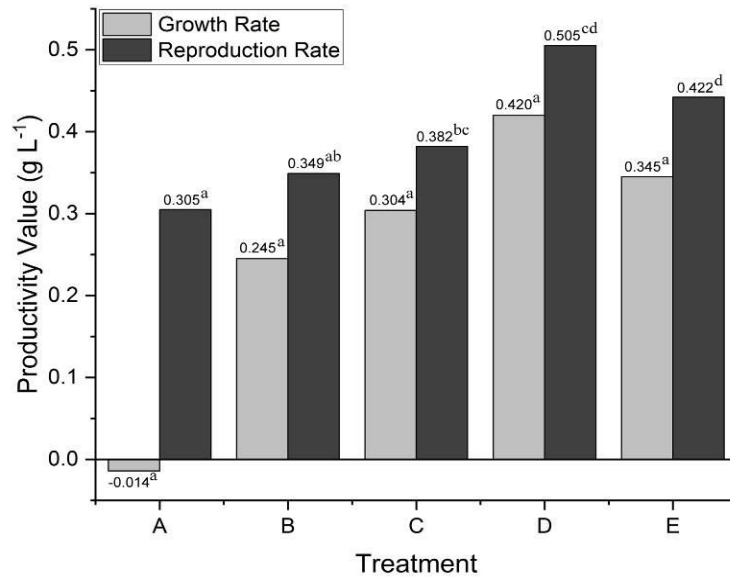 Growth Rate
Reproduction Rate
Productivity Value (g L⁻¹)
0.5
0.4
0.3
0.2
0.1
0.0
-0.014ᵃ
0.305ᵃ
0.245ᵃ
0.349ᵃᵇ
0.304ᵃ
0.382ᵇᶜ
0.420ᵃ
0.505ᶜᵈ
0.345ᵃ
0.422ᵈ
A B C D E
Treatment